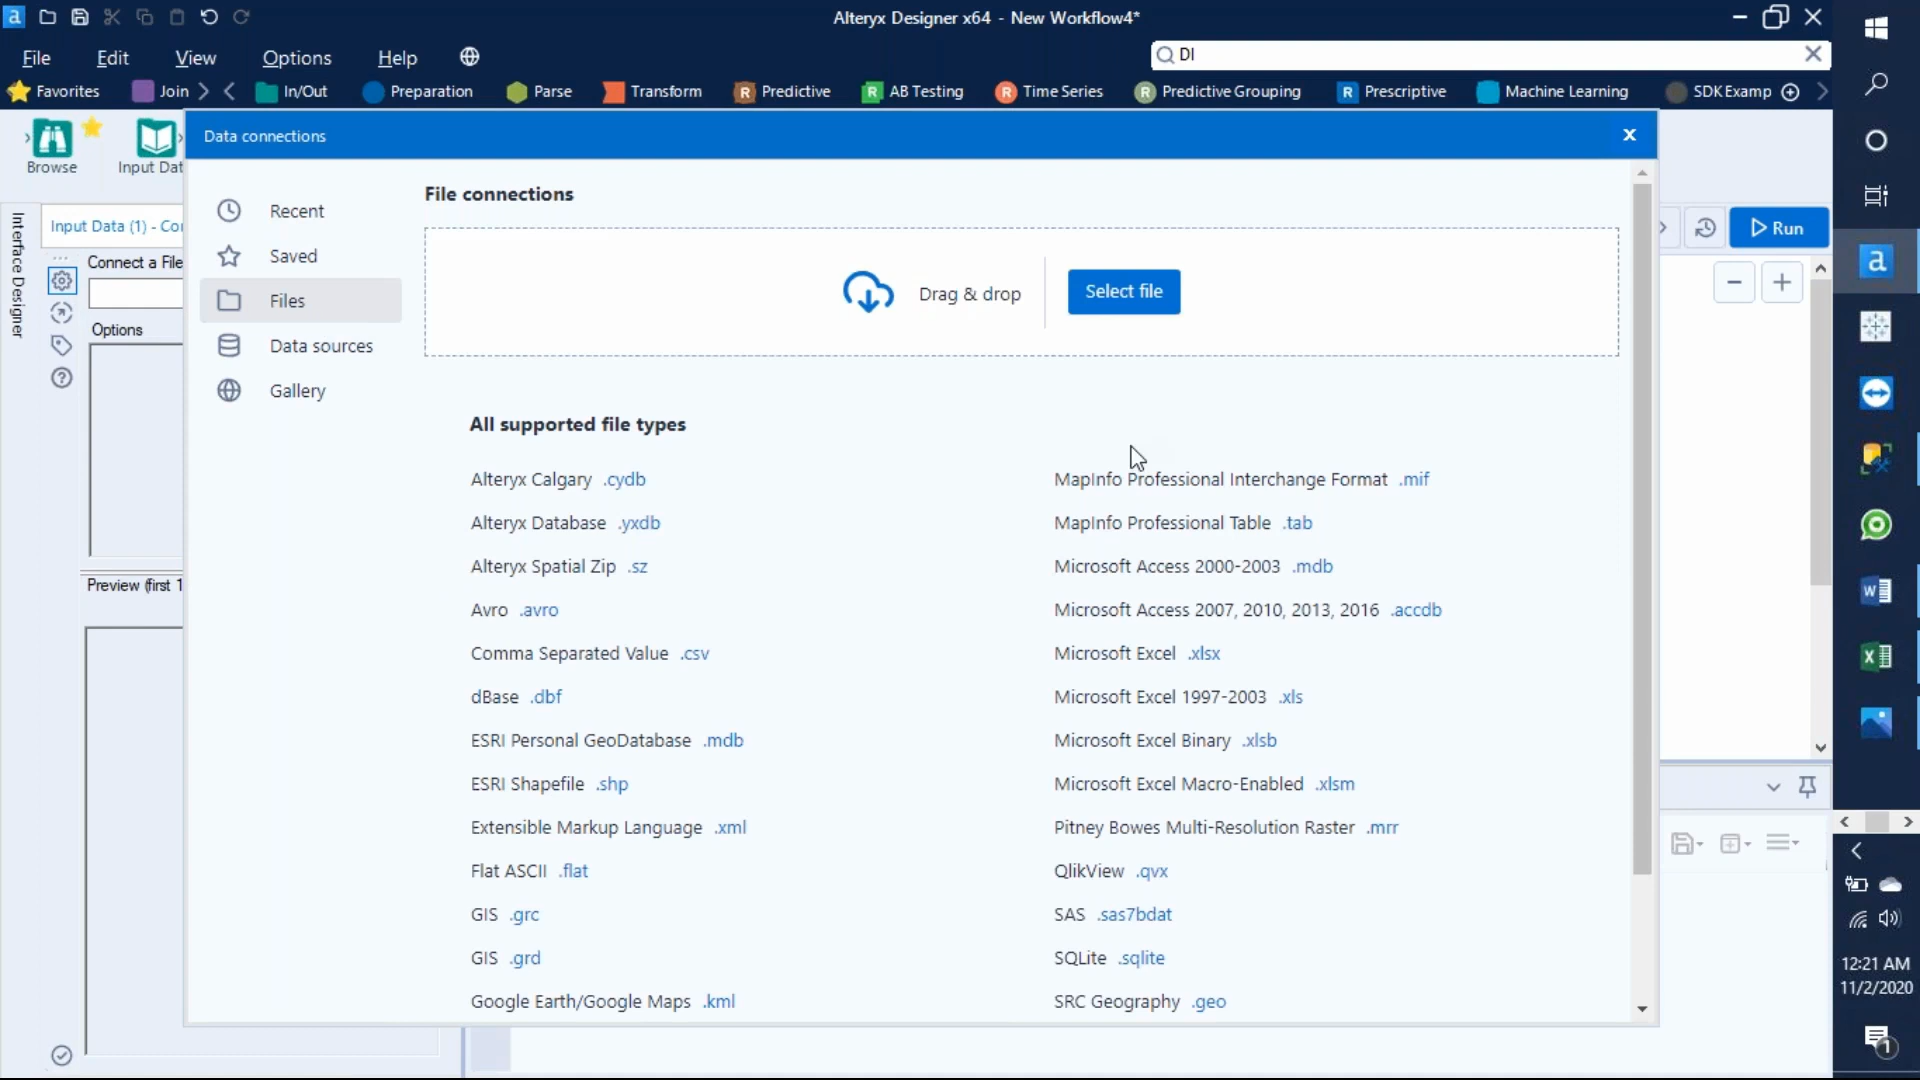 Alteryx Designer x64 - New Workflow4*
File Edit View Options Help
DI
Favorites Join In/Out Preparation Parse Transform Predictive AB Testing Time Series Predictive Grouping Prescriptive Machine Learning SDK Examp
Browse
Input Dat
Data connections
Interface Designer
Input Data (1) - Co
Connect a File
Options
Preview (first 1
Recent
Saved
Files
Data sources
Gallery
File connections
Drag & drop
Select file
Run
All supported file types
Alteryx Calgary .cydb
Alteryx Database .yxdb
Alteryx Spatial Zip .sz
Avro .avro
Comma Separated Value .csv
dBase .dbf
ESRI Personal GeoDatabase .mdb
ESRI Shapefile .shp
Extensible Markup Language .xml
Flat ASCII .flat
GIS .grc
GIS .grd
Google Earth/Google Maps .kml
MapInfo Professional Interchange Format .mif
MapInfo Professional Table .tab
Microsoft Access 2000-2003 .mdb
Microsoft Access 2007, 2010, 2013, 2016 .accdb
Microsoft Excel .xlsx
Microsoft Excel 1997-2003 .xls
Microsoft Excel Binary .xlsb
Microsoft Excel Macro-Enabled .xlsm
Pitney Bowes Multi-Resolution Raster .mrr
QlikView .qvx
SAS .sas7bdat
SQLite .sqlite
SRC Geography .geo
12:21 AM
11/2/2020
1